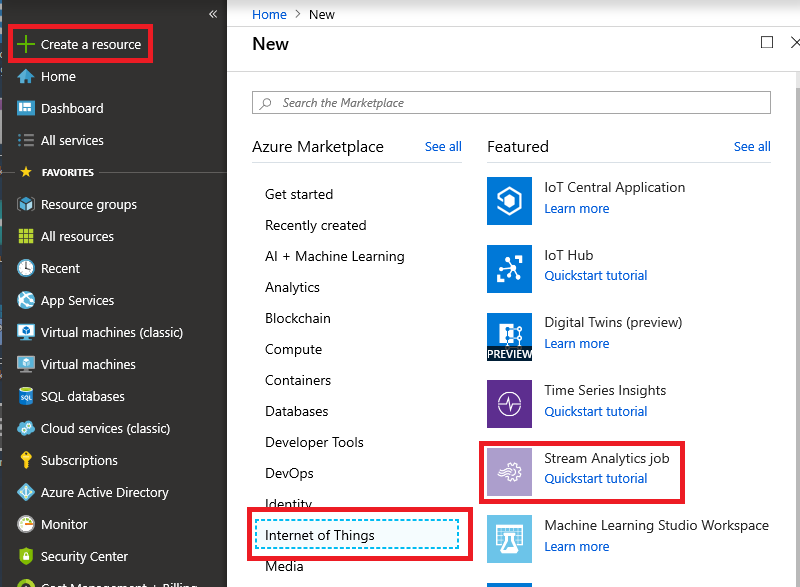 «
Create a resource
Home
Dashboard
All services
FAVORITES
Resource groups
All resources
Recent
App Services
Virtual machines (classic)
Virtual machines
SQL
SQL databases
Cloud services (classic)
Subscriptions
Azure Active Directory
Monitor
Security Center
Cost Management + Billing
Home > New
New
Search the Marketplace
Azure Marketplace
See all
Get started
Recently created
AI + Machine Learning
Analytics
Blockchain
Compute
Containers
Databases
Developer Tools
DevOps
Identity
Internet of Things
Media
Featured
See all
IoT Central Application
Learn more
IoT Hub
Quickstart tutorial
PREVIEW
Digital Twins (preview)
Learn more
Time Series Insights
Quickstart tutorial
Stream Analytics job
Quickstart tutorial
Machine Learning Studio Workspace
Learn more